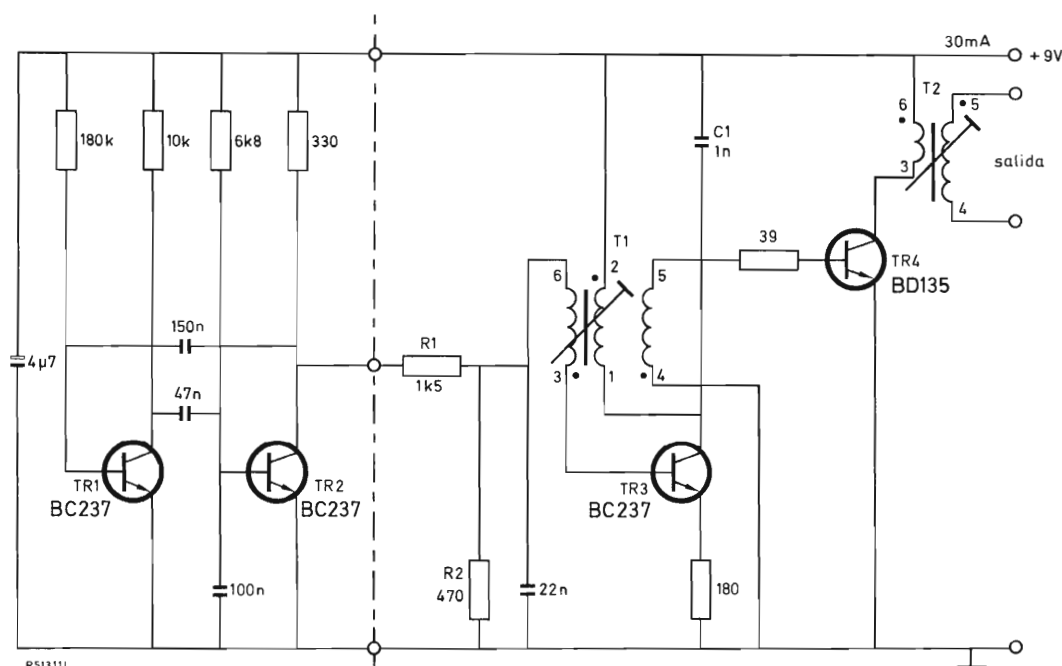 30mA
+9V
T2
6
5
180k
10k
6k8
330
C1
1n
3
salida
4
T1
39
2
6
5
TR4
BD135
150n
R1
4µ7
1k5
3
1
4
47n
TR1
BC237
TR2
BC237
TR3
BC237
100n
R2
470
22n
180